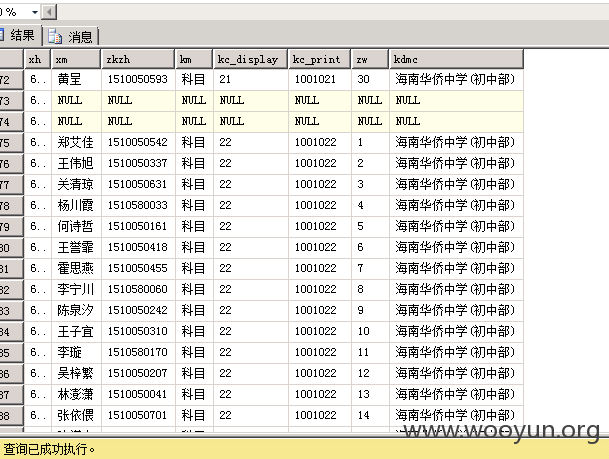 0 %
结果 消息
xh xm zkzh km kc_display kc_print zw kdmc
72 6.. 黄埕 1510050593 科目 21 1001021 30 海南华侨中学(初中部)
73 NULL NULL NULL NULL NULL NULL NULL
74 NULL NULL NULL NULL NULL NULL NULL
75 6.. 郑艾佳 1510050542 科目 22 1001022 1 海南华侨中学(初中部)
76 6.. 王伟旭 1510050337 科目 22 1001022 2 海南华侨中学(初中部)
77 6.. 关清琼 1510050631 科目 22 1001022 3 海南华侨中学(初中部)
78 6.. 杨川霞 1510580033 科目 22 1001022 4 海南华侨中学(初中部)
79 6.. 何诗哲 1510050161 科目 22 1001022 5 海南华侨中学(初中部)
80 6.. 王誉霏 1510050418 科目 22 1001022 6 海南华侨中学(初中部)
81 6.. 霍思燕 1510050455 科目 22 1001022 7 海南华侨中学(初中部)
82 6.. 李宁川 1510580060 科目 22 1001022 8 海南华侨中学(初中部)
83 6.. 陈泉汐 1510050242 科目 22 1001022 9 海南华侨中学(初中部)
84 6.. 王子宜 1510050310 科目 22 1001022 10 海南华侨中学(初中部)
85 6.. 李璇 1510580170 科目 22 1001022 11 海南华侨中学(初中部)
86 6.. 吴梓繁 1510050207 科目 22 1001022 12 海南华侨中学(初中部)
87 6.. 林澎潇 1510050041 科目 22 1001022 13 海南华侨中学(初中部)
88 6.. 张依偎 1510050701 科目 22 1001022 14 海南华侨中学(初中部)
www.wooyun.org
查询已成功执行。